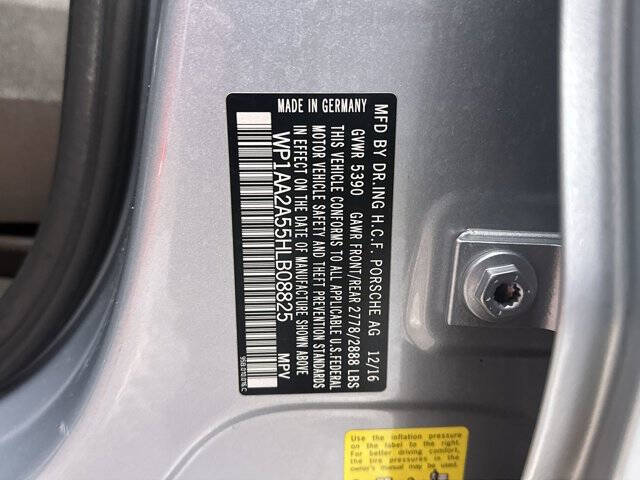 MFD BY DR.ING H.C.F. PORSCHE AG 12/16
GVWR 5390 GAWR FRONT/REAR 2778/2888 LBS
THIS VEHICLE CONFORMS TO ALL APPLICABLE U.S.FEDERAL
MOTOR VEHICLE SAFETY AND THEFT PREVENTION STANDARDS
IN EFFECT ON THE DATE OF MANUFACTURE SHOWN ABOVE
WP1AA2A55HLB08825 MPV
MADE IN GERMANY
Use the inflation pressure
on the label attached.
For better driving comfort,
the tire pressures in the
owner's manual may be used